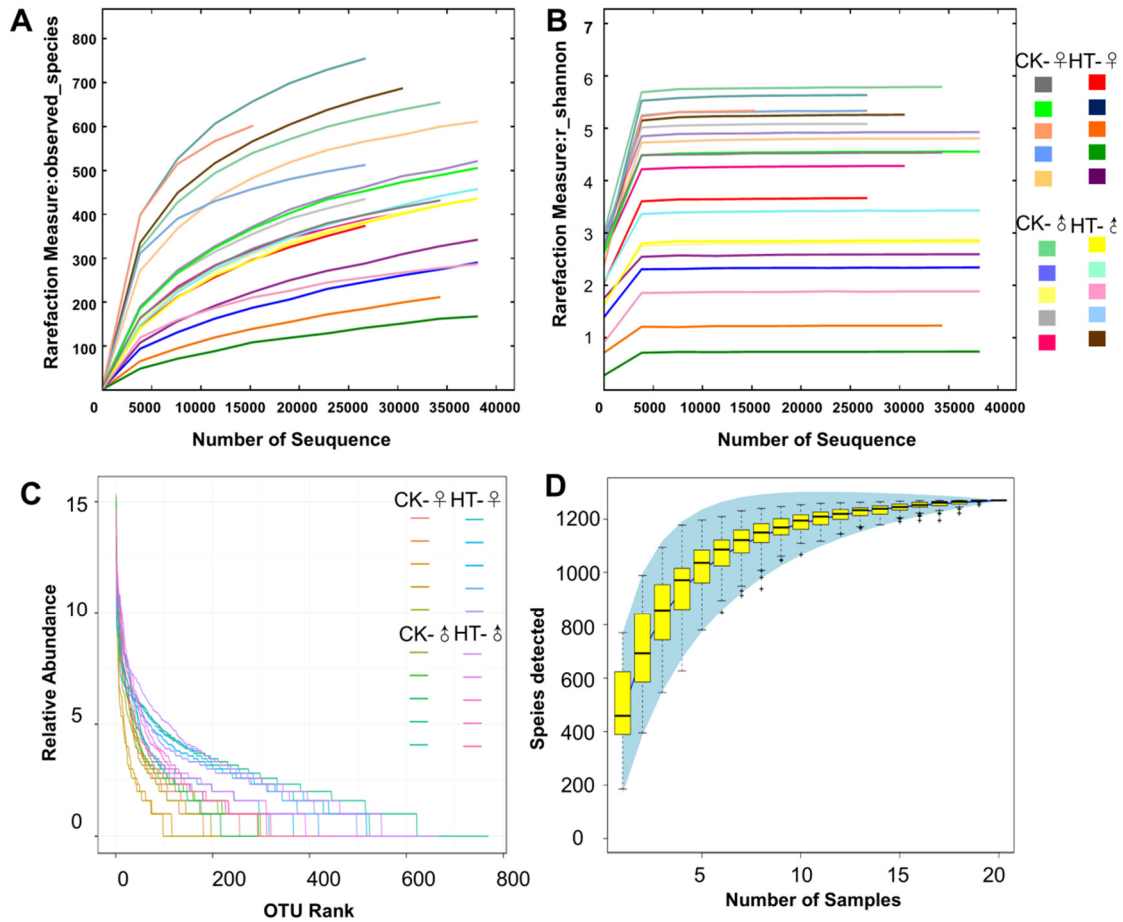 A
Rarefaction Measure:observed_species
800
700
600
500
400
300
200
100
0 5000 10000 15000 20000 25000 30000 35000 40000
Number of Seuquence
B
Rarefaction Measure:r_shannon
7
6
5
4
3
2
1
0 5000 10000 15000 20000 25000 30000 35000 40000
Number of Seuquence
CK-♀ HT-♀
CK-♂ HT-♂
C
Relative Abundance
15
10
5
0
0 200 400 600 800
OTU Rank
CK-♀ HT-♀
CK-♂ HT-♂
D
Speies detected
1200
1000
800
600
400
200
0
5 10 15 20
Number of Samples